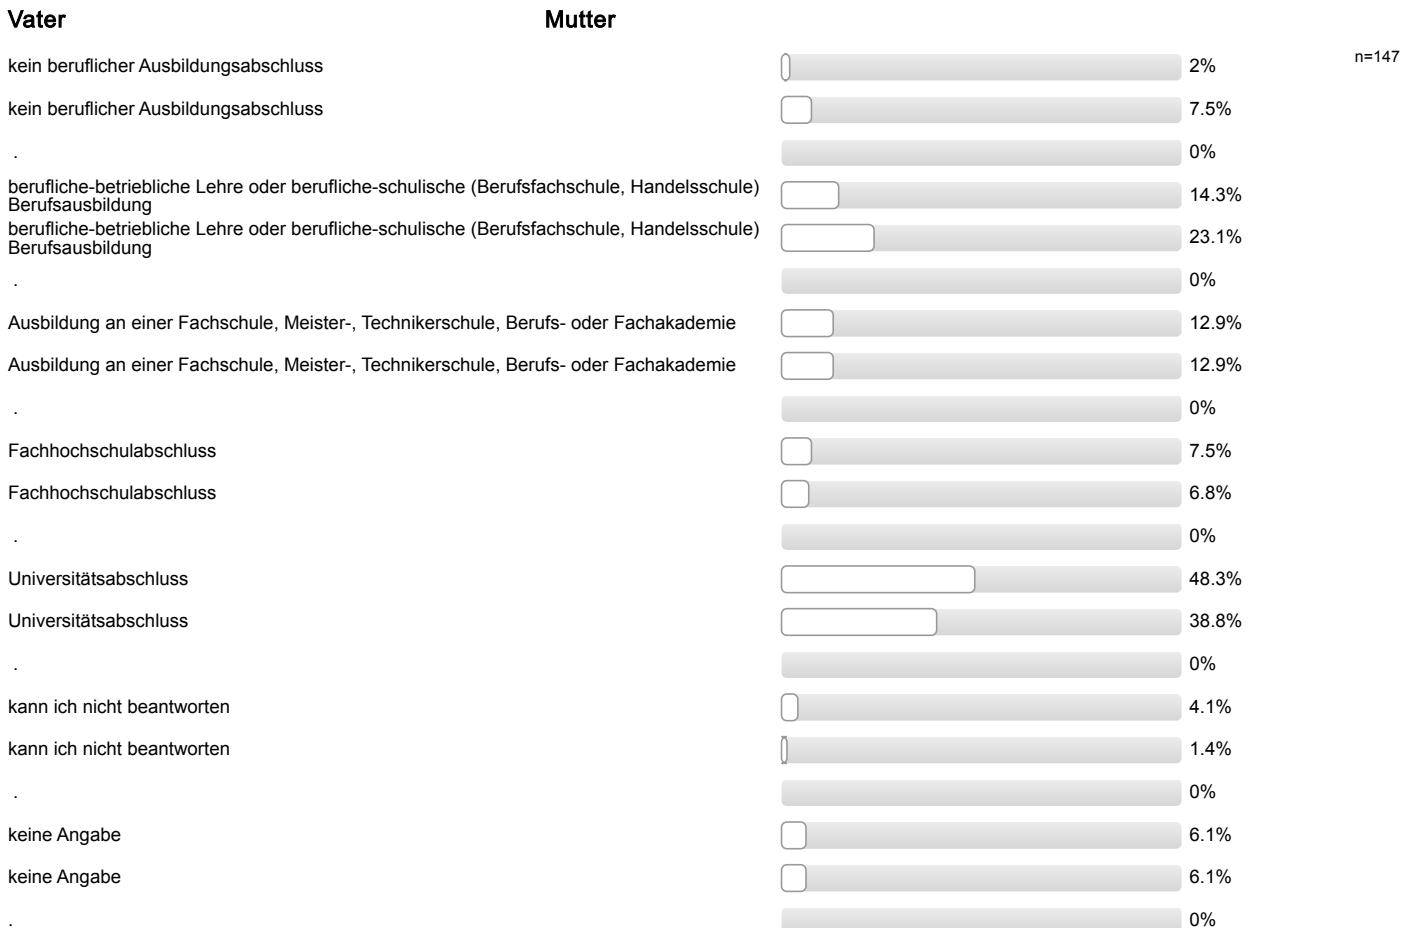 Vater Mutter
kein beruflicher Ausbildungsabschluss 2% n=147
kein beruflicher Ausbildungsabschluss 7.5%
. 0%
berufliche-betriebliche Lehre oder berufliche-schulische (Berufsfachschule, Handelsschule)
Berufsausbildung 14.3%
berufliche-betriebliche Lehre oder berufliche-schulische (Berufsfachschule, Handelsschule)
Berufsausbildung 23.1%
. 0%
Ausbildung an einer Fachschule, Meister-, Technikerschule, Berufs- oder Fachakademie 12.9%
Ausbildung an einer Fachschule, Meister-, Technikerschule, Berufs- oder Fachakademie 12.9%
. 0%
Fachhochschulabschluss 7.5%
Fachhochschulabschluss 6.8%
. 0%
Universitätsabschluss 48.3%
Universitätsabschluss 38.8%
. 0%
kann ich nicht beantworten 4.1%
kann ich nicht beantworten 1.4%
. 0%
keine Angabe 6.1%
keine Angabe 6.1%
. 0%